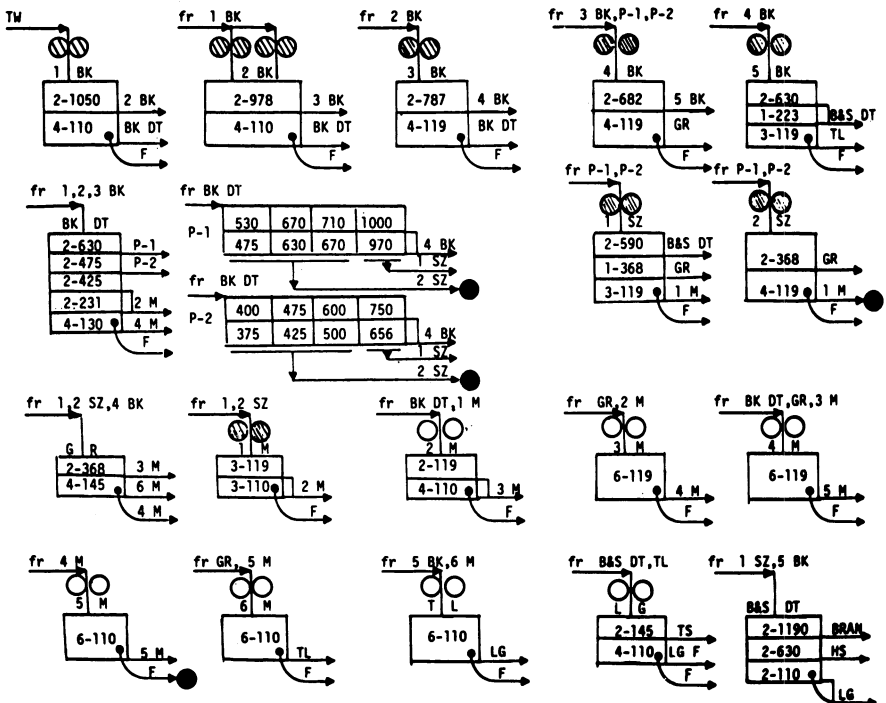 TW
1 BK
2-1050 2 BK
4-110 BK DT
F
fr 1 BK
2 BK
2-978 3 BK
4-110 BK DT
F
fr 2 BK
3 BK
2-787 4 BK
4-119 BK DT
F
fr 3 BK,P-1,P-2
4 BK
2-682 5 BK
4-119 GR
F
fr 4 BK
5 BK
2-630
1-223 B&S DT
3-119 TL
F
fr 1,2,3 BK
BK DT
2-630 P-1
2-475 P-2
2-425
2-231 2 M
4-130 4 M
F
fr BK DT
P-1
530 670 710 1000
475 630 670 970 4 BK
1 SZ
2 SZ
fr BK DT
P-2
400 475 600 750
375 425 500 656 4 BK
1 SZ
2 SZ
fr P-1,P-2
1 SZ
2-590 B&S DT
1-368 GR
3-119 1 M
F
fr P-1,P-2
2 SZ
2-368 GR
4-119 1 M
F
fr 1,2 SZ,4 BK
G R
2-368 3 M
4-145 6 M
4 M
fr 1,2 SZ
1 M
3-119
3-110 2 M
F
fr BK DT,1 M
2 M
2-119
4-110 3 M
F
fr GR,2 M
3 M
6-119
4 M
F
fr BK DT,GR,3 M
4 M
6-119
5 M
F
fr 4 M
5 M
6-110
5 M
F
fr GR, 5 M
6 M
6-110
TL
F
fr 5 BK,6 M
T L
6-110
LG
F
fr B&S DT,TL
L G
2-145 TS
4-110 LG F
F
fr 1 SZ,5 BK
B&S DT
2-1190 BRAN
2-630 HS
2-110
LG